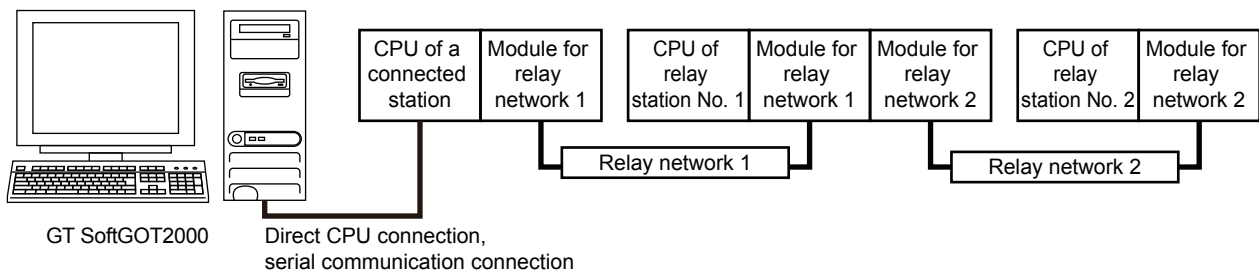 CPU of a
connected
station
Module for
relay
network 1
CPU of
relay
station No. 1
Module for
relay
network 1
Module for
relay
network 2
CPU of
relay
station No. 2
Module for
relay
network 2
Relay network 1
Relay network 2
GT SoftGOT2000
Direct CPU connection,
serial communication connection